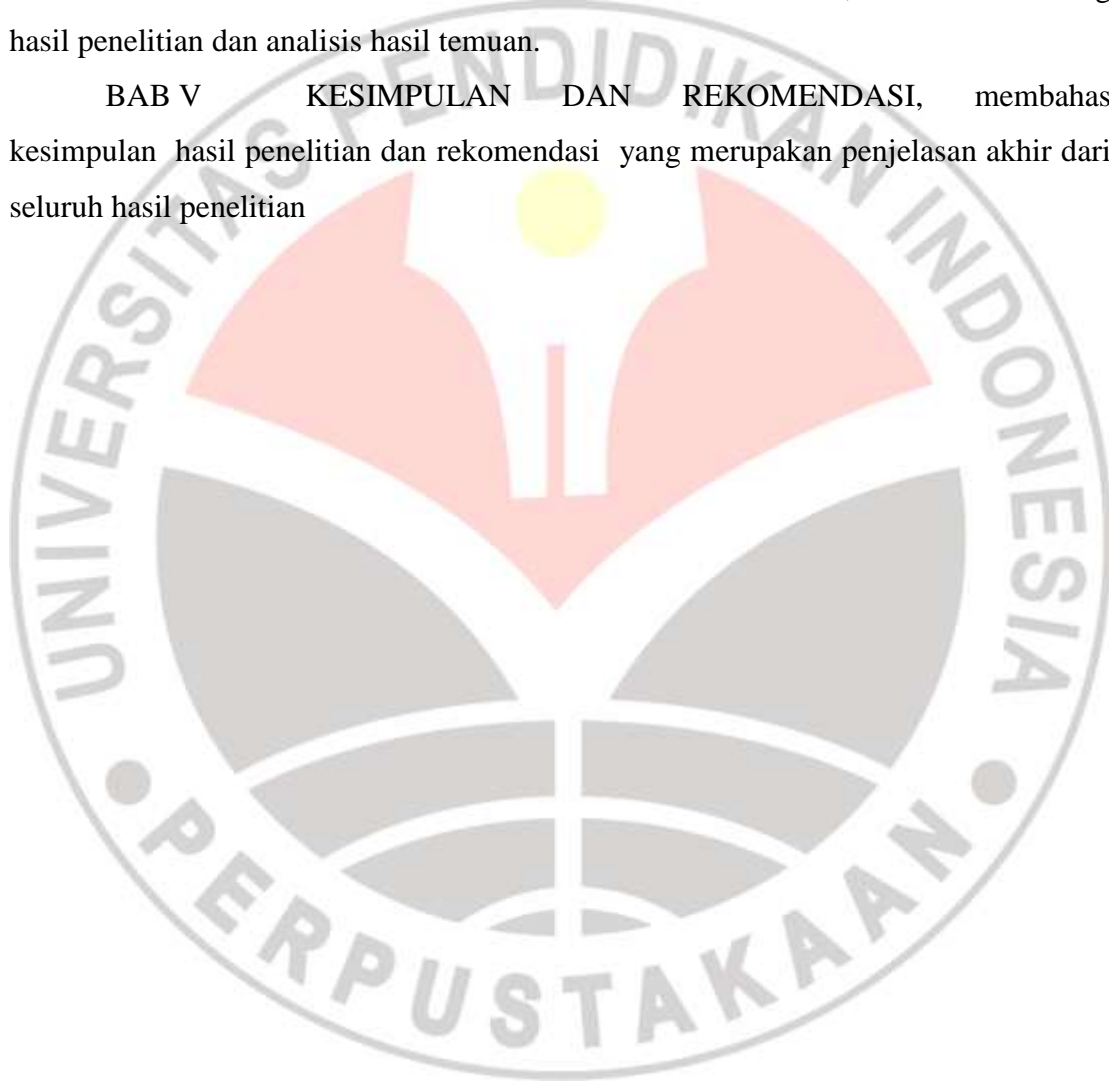 hasil penelitian dan analisis hasil temuan.
BAB V KESIMPULAN DAN REKOMENDASI, membahas
kesimpulan hasil penelitian dan rekomendasi yang merupakan penjelasan akhir dari
seluruh hasil penelitian
UNIVERSITAS PENDIDIKAN INDONESIA
PERPUSTAKAAN